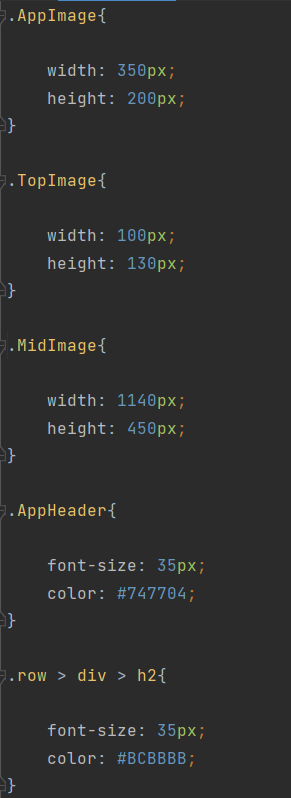 .AppImage{
width: 350px;
height: 200px;
}
.TopImage{
width: 100px;
height: 130px;
}
.MidImage{
width: 1140px;
height: 450px;
}
.AppHeader{
font-size: 35px;
color: #747704;
}
.row > div > h2{
font-size: 35px;
color: #BCBBBB;
}